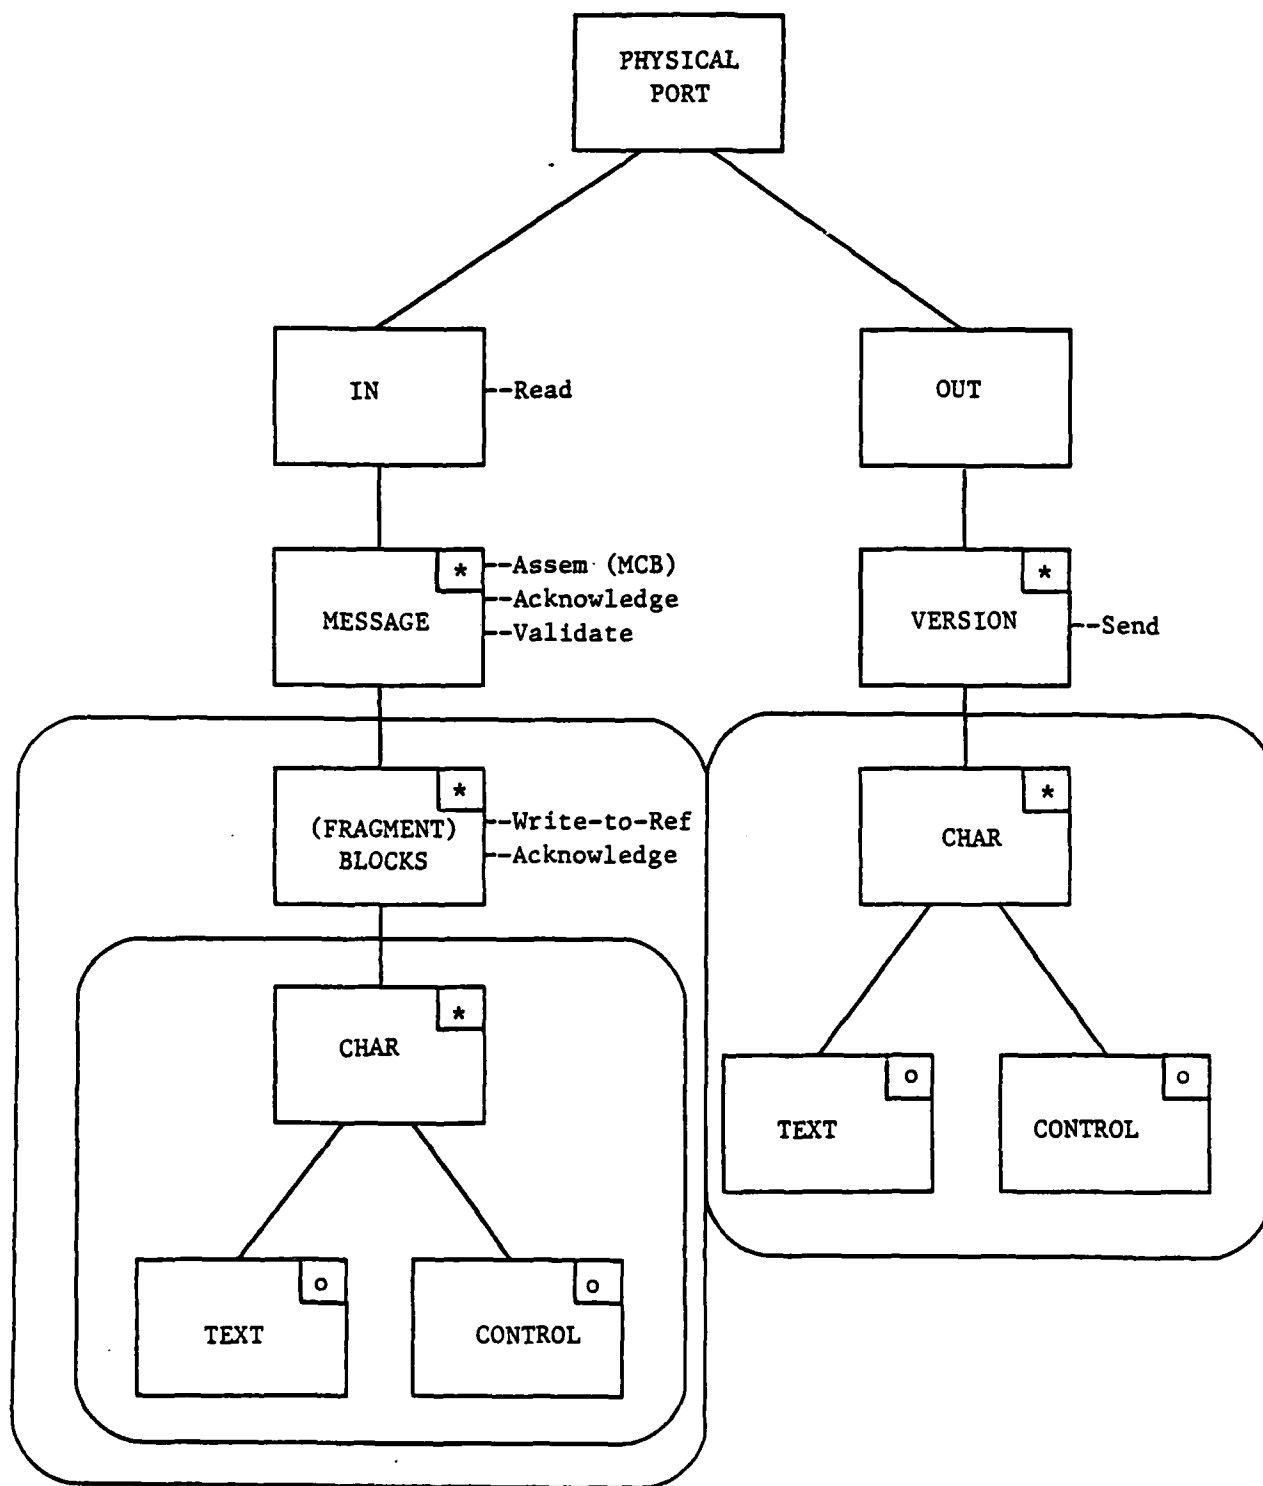 PHYSICAL
PORT
IN
--Read
OUT
*
--Assem (MCB)
--Acknowledge
MESSAGE
--Validate
*
VERSION
--Send
*
(FRAGMENT)
BLOCKS
--Write-to-Ref
--Acknowledge
*
CHAR
*
CHAR
o
TEXT
o
CONTROL
o
TEXT
o
CONTROL